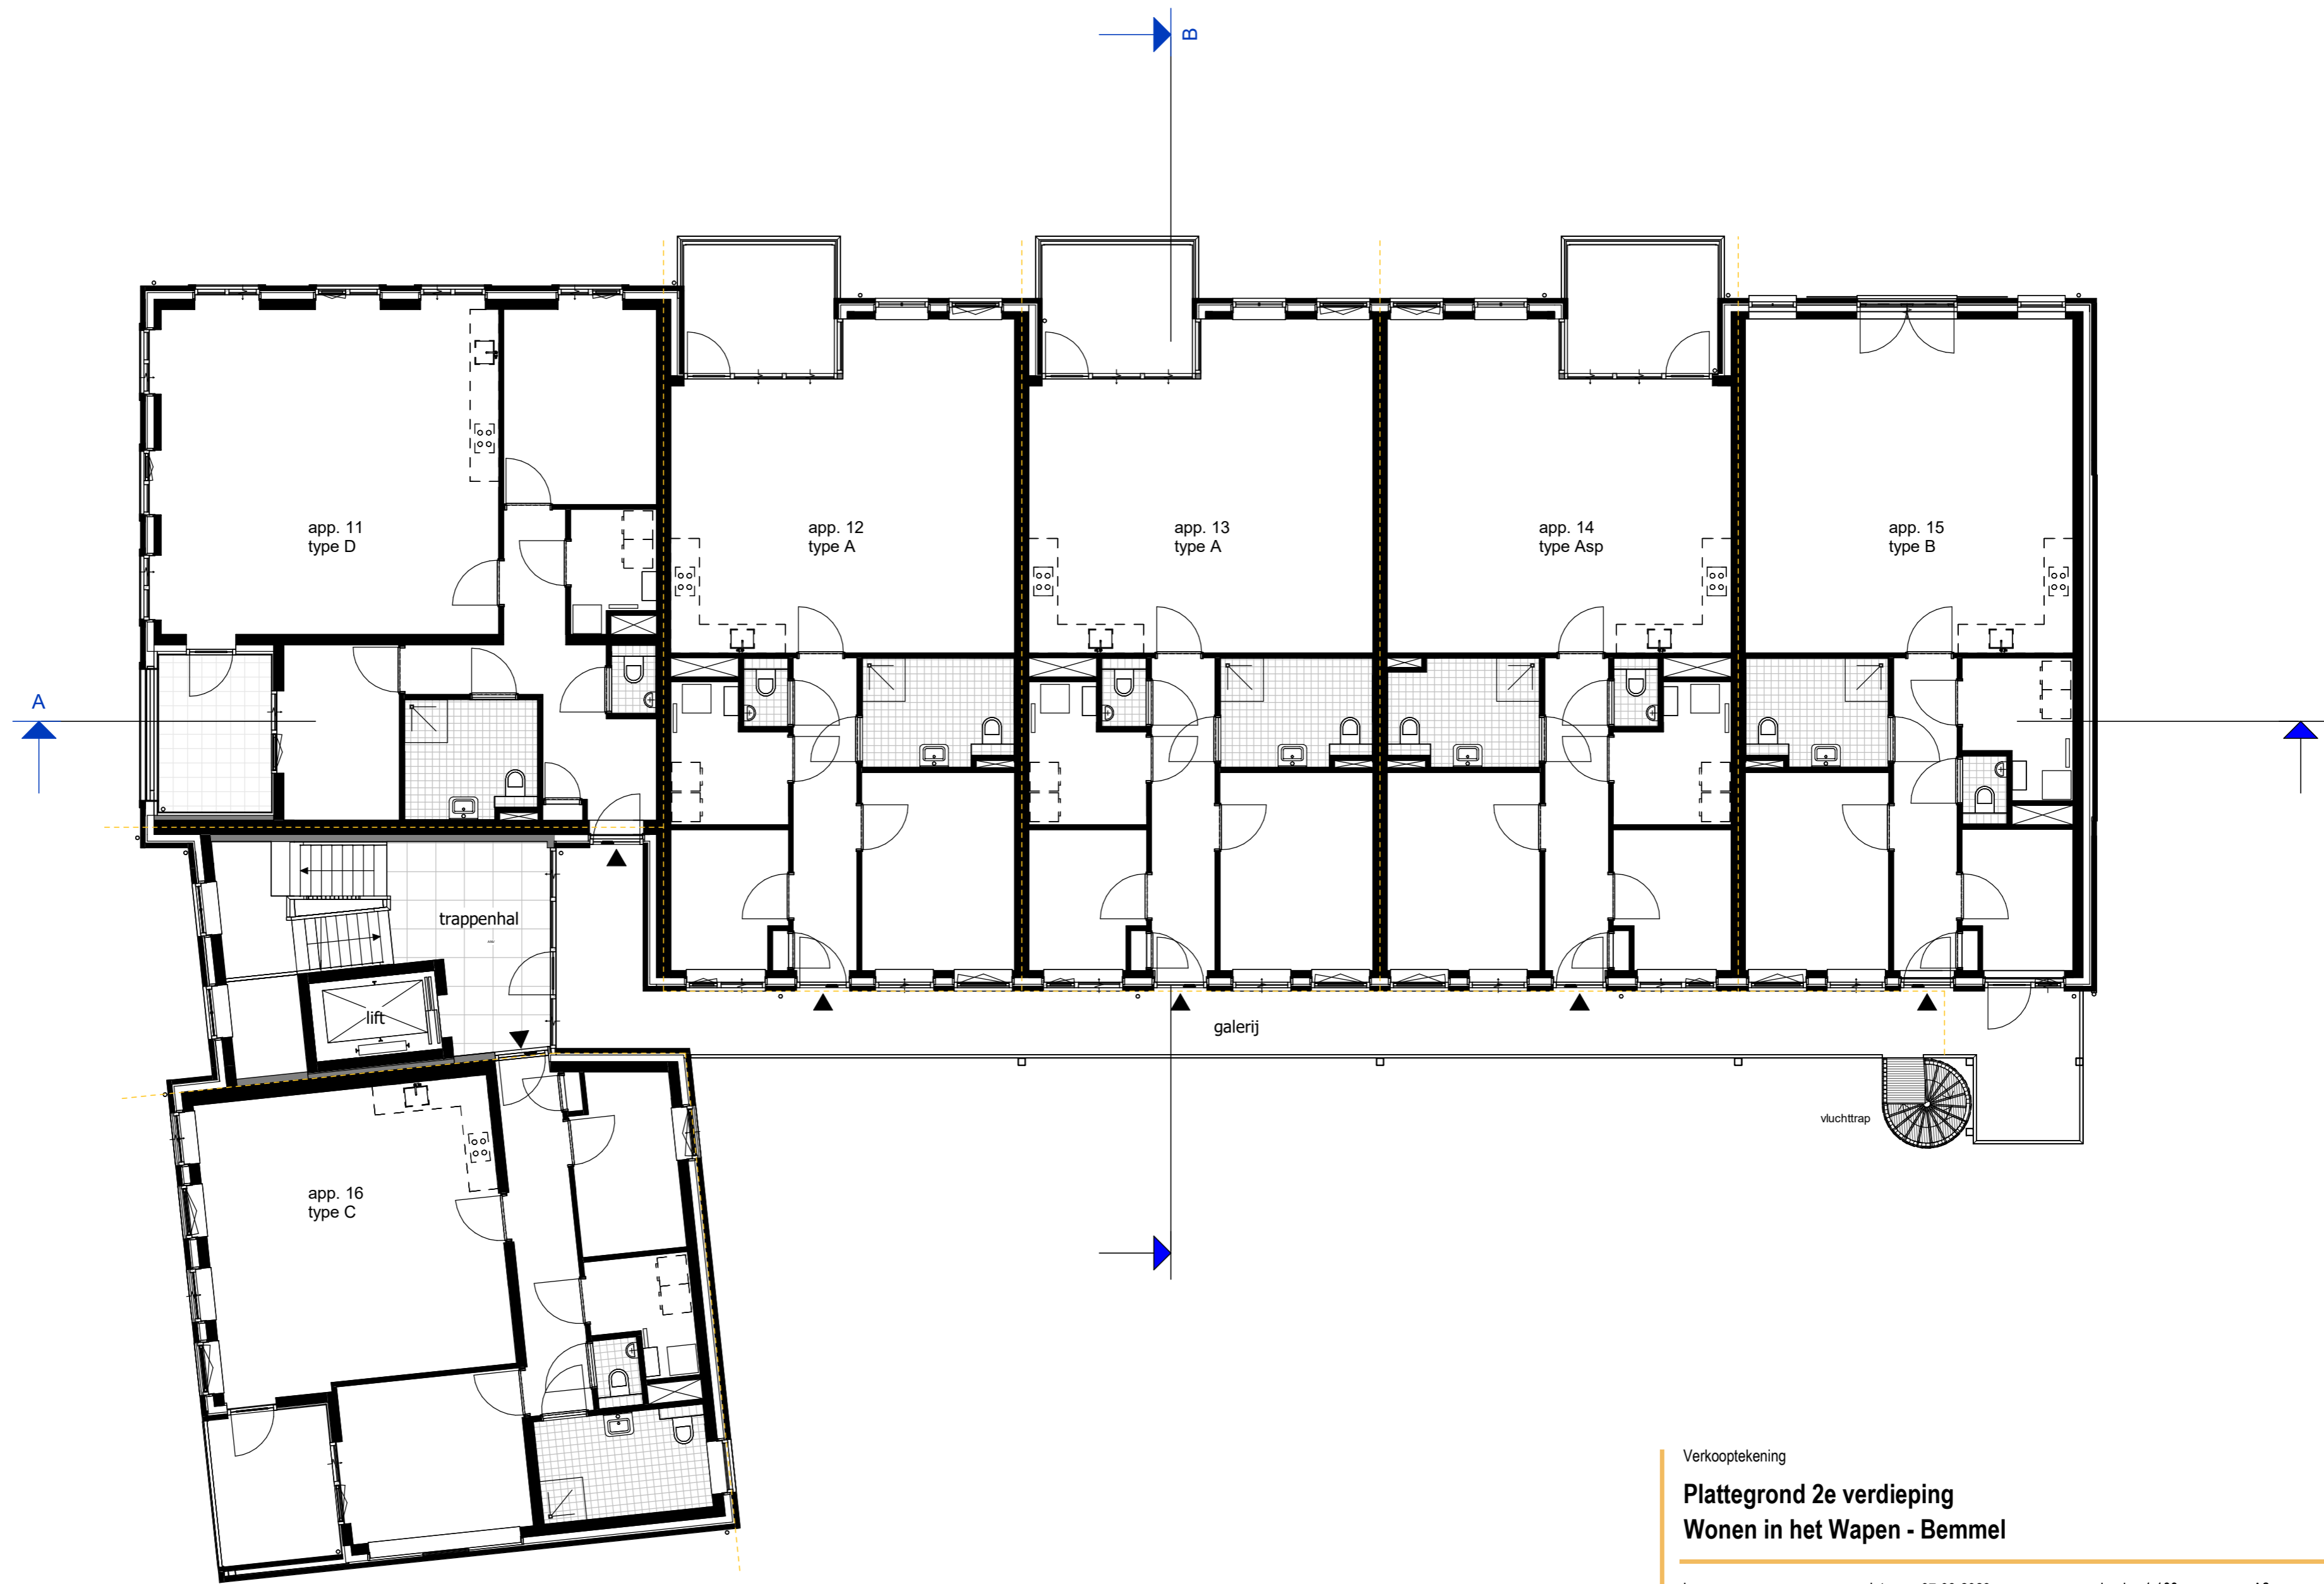 B
app. 11
type D
app. 12
type A
app. 13
type A
app. 14
type Asp
app. 15
type B
A
trappenhal
lift
galerij
vluchttrap
app. 16
type C
Verkooptekening
Plattegrond 2e verdieping
Wonen in het Wapen - Bemmel